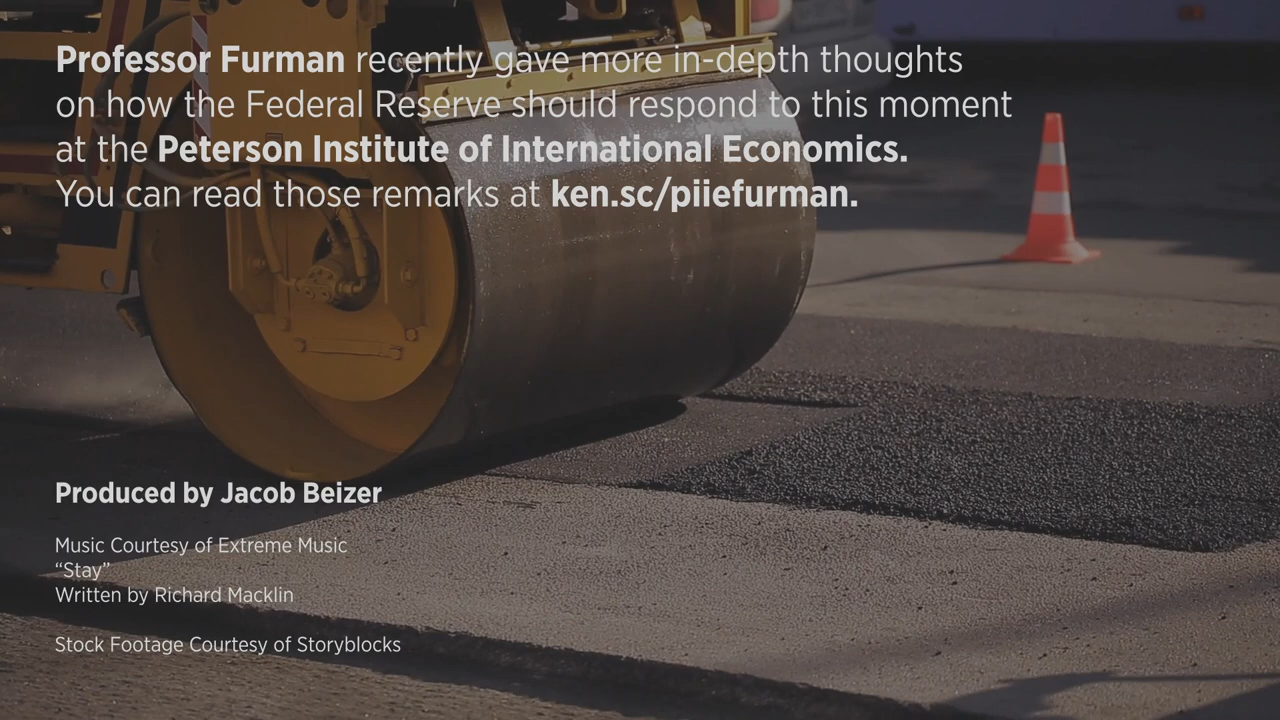 Professor Furman recently gave more in-depth thoughts
on how the Federal Reserve should respond to this moment
at the Peterson Institute of International Economics.
You can read those remarks at ken.sc/piiefurman.
Produced by Jacob Beizer
Music Courtesy of Extreme Music
“Stay”
Written by Richard Macklin
Stock Footage Courtesy of Storyblocks